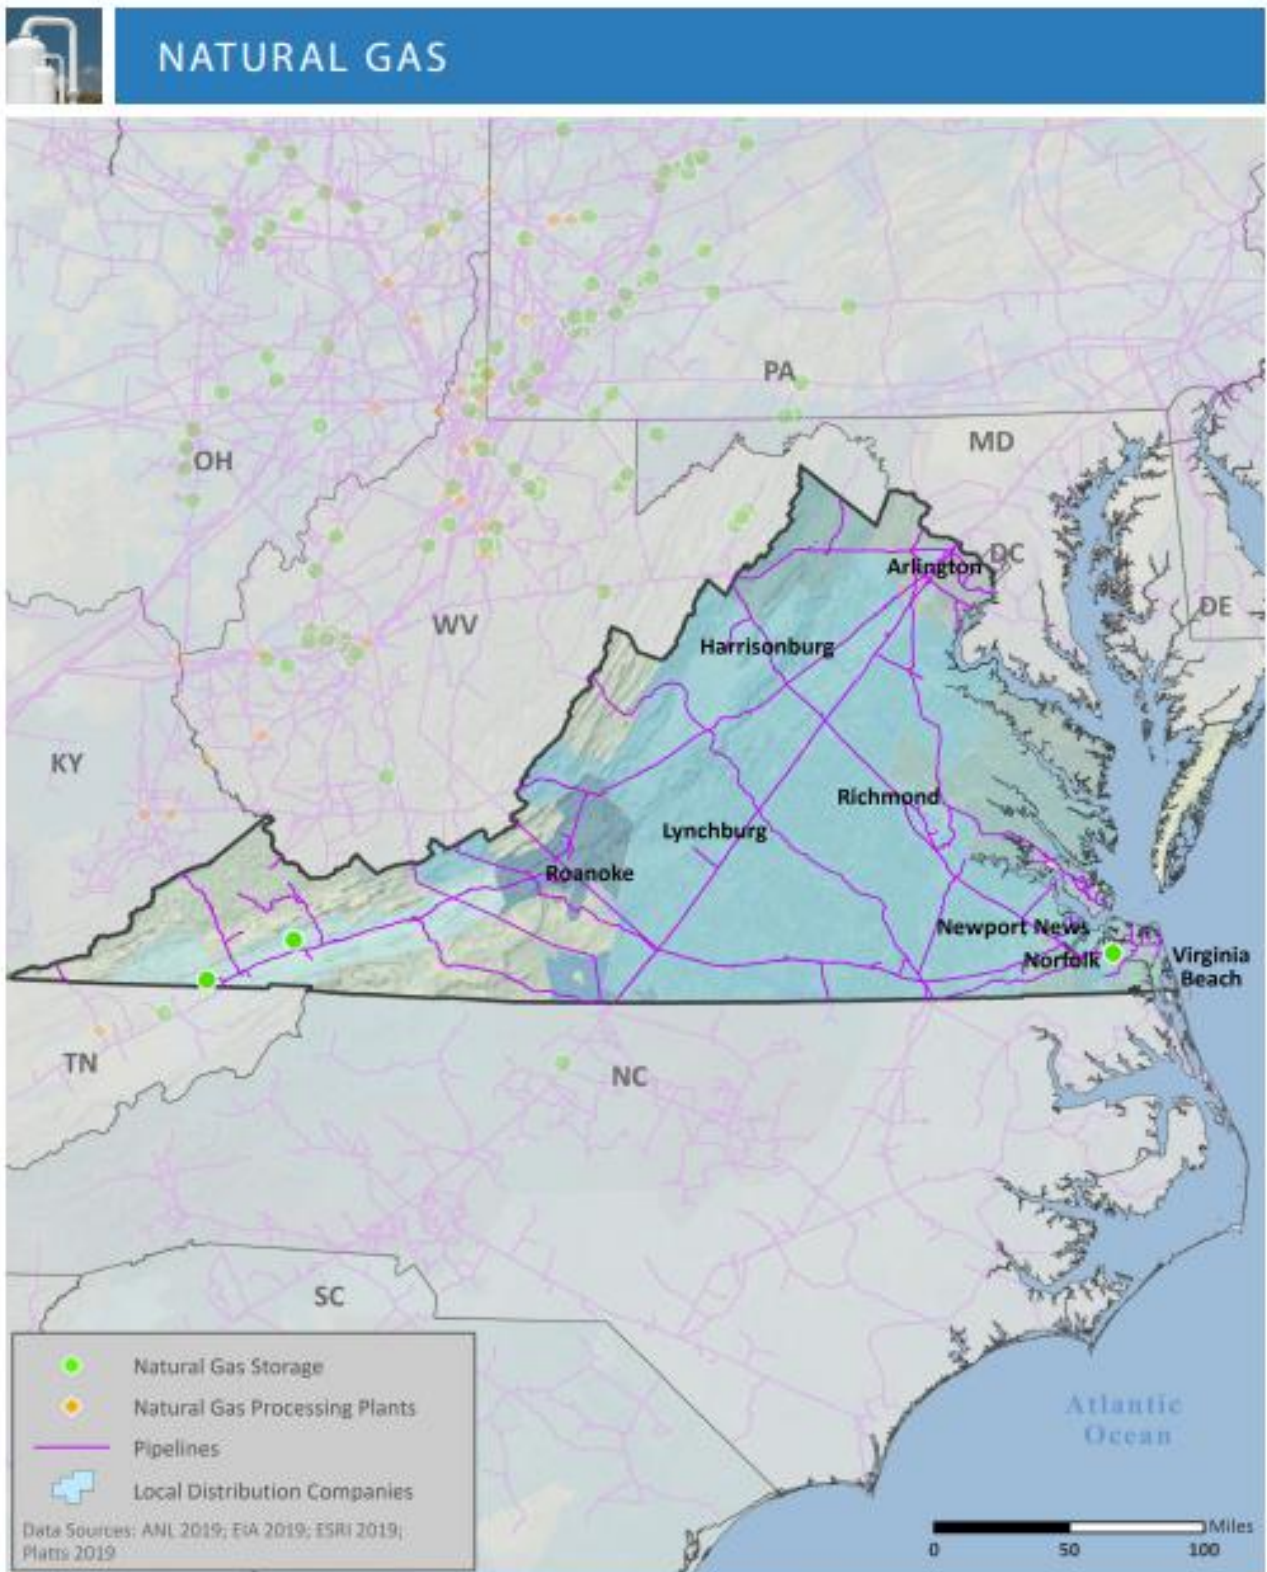 NATURAL GAS
PA
MD
OH
DC
Arlington
DE
WV
Harrisonburg
KY
Richmond
Lynchburg
Roanoke
Newport News
Norfolk
Virginia
Beach
TN
NC
SC
Natural Gas Storage
Natural Gas Processing Plants
Pipelines
Local Distribution Companies
Data Sources: ANL 2019; EIA 2019; ESRI 2019;
Platts 2019
Atlantic
Ocean
Miles
0 50 100